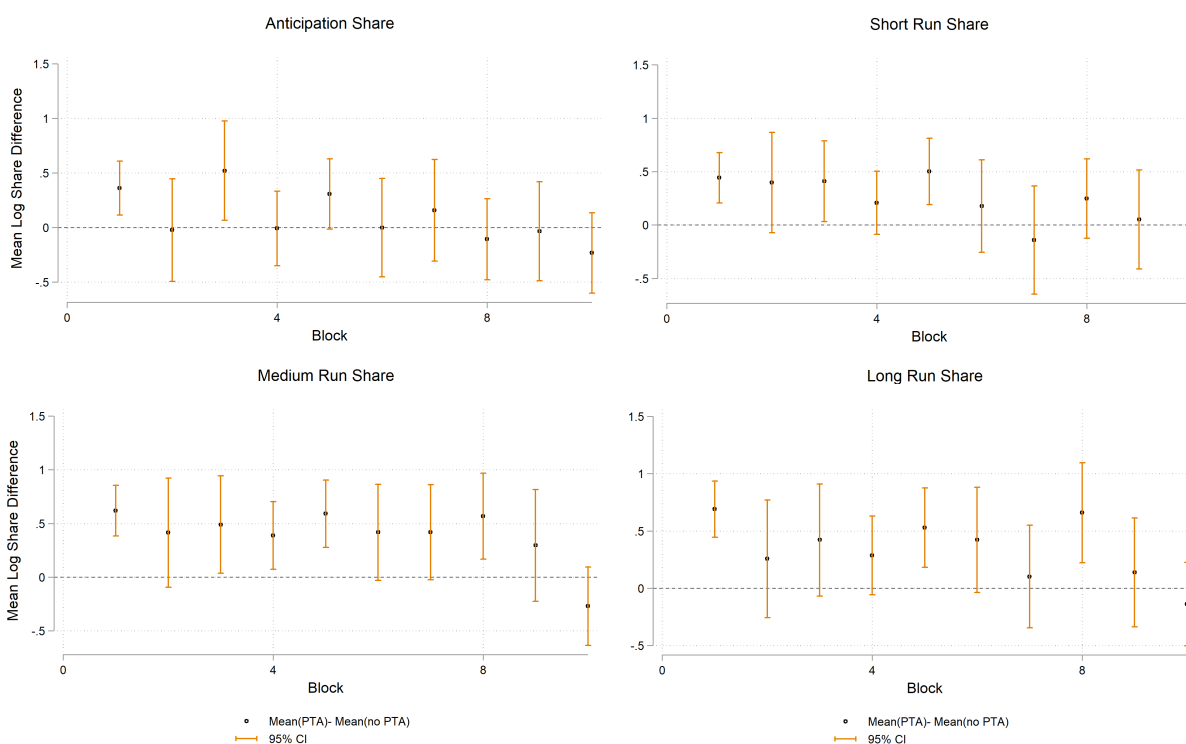 Anticipation Share
Mean Log Share Difference
1.5
1
.5
0
-.5
0 4 8
Block
Short Run Share
1.5
1
.5
0
-.5
0 4 8
Block
Medium Run Share
Mean Log Share Difference
1.5
1
.5
0
-.5
0 4 8
Block
Mean(PTA)- Mean(no PTA)
95% CI
Long Run Share
1.5
1
.5
0
-.5
0 4 8
Block
Mean(PTA)- Mean(no PTA)
95% CI